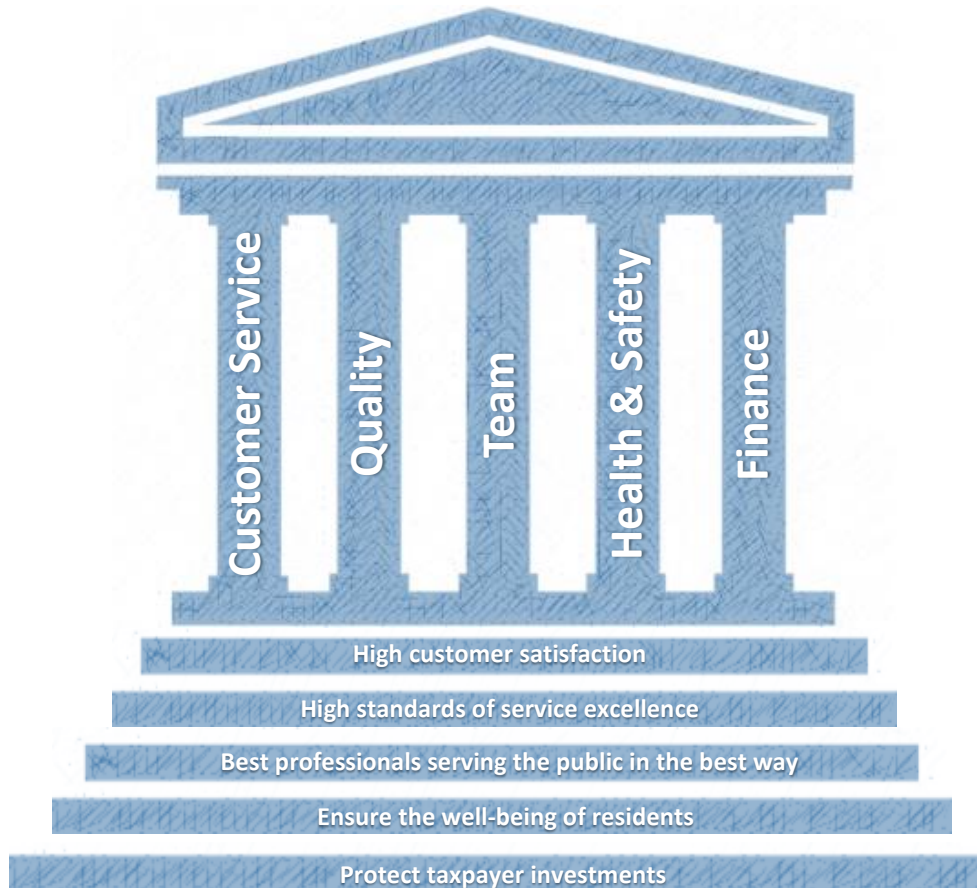 Customer Service
Quality
Team
Health & Safety
Finance
High customer satisfaction
High standards of service excellence
Best professionals serving the public in the best way
Ensure the well-being of residents
Protect taxpayer investments